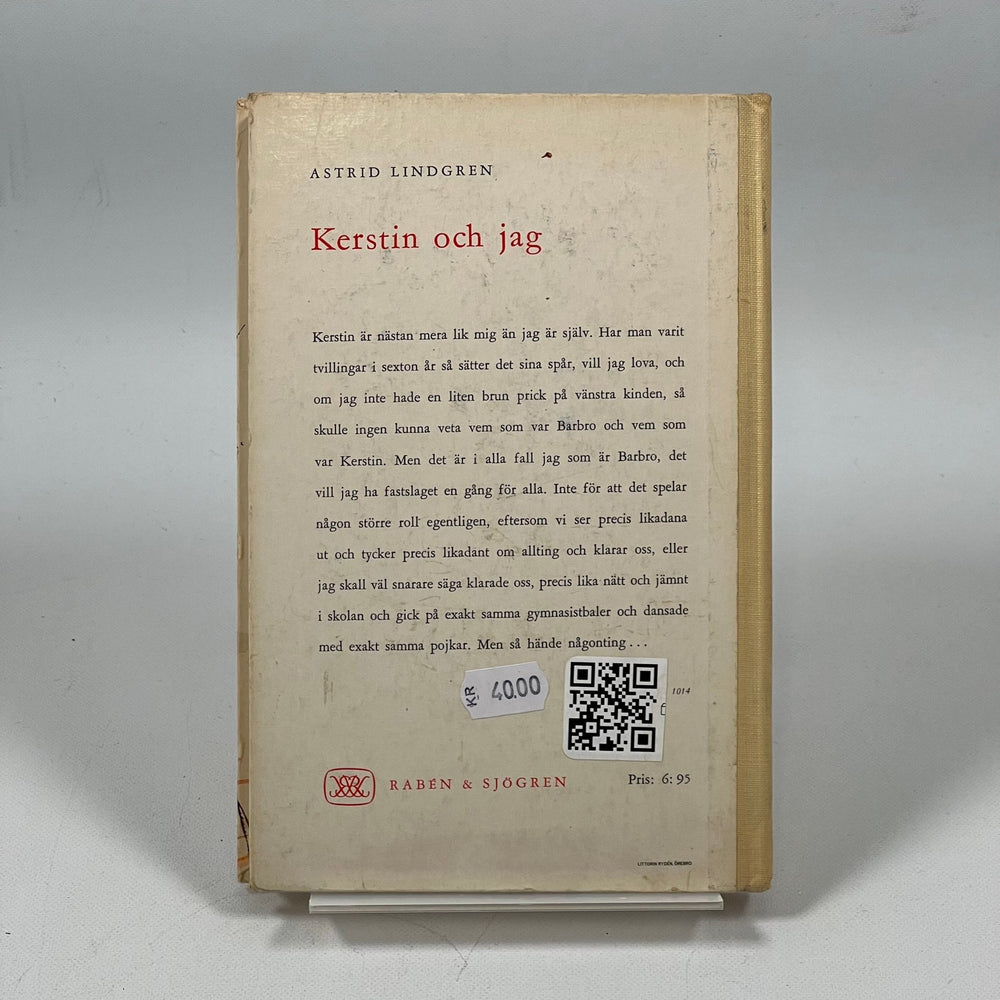 ASTRID LINDGREN
Kerstin och jag
Kerstin är nästan mera lik mig än jag är själv. Har man varit
tvillingar i sexton år så sätter det sina spår, vill jag lova, och
om jag inte hade en liten brun prick på vänstra kinden, så
skulle ingen kunna veta vem som var Barbro och vem som
var Kerstin. Men det är i alla fall jag som är Barbro, det
vill jag ha fastslaget en gång för alla. Inte för att det spelar
någon större roll egentligen, eftersom vi ser precis likadana
ut och tycker precis likadant om allting och klarar oss, eller
jag skall väl snarare säga klarade oss, precis lika nätt och jämnt
i skolan och gick på exakt samma gymnasistbaler och dansade
med exakt samma pojkar. Men så hände någonting...
KR 40.00
1014
RABÉN & SJÖGREN
Pris: 6:95
LITTORIN RYDÉN, ÖREBRO